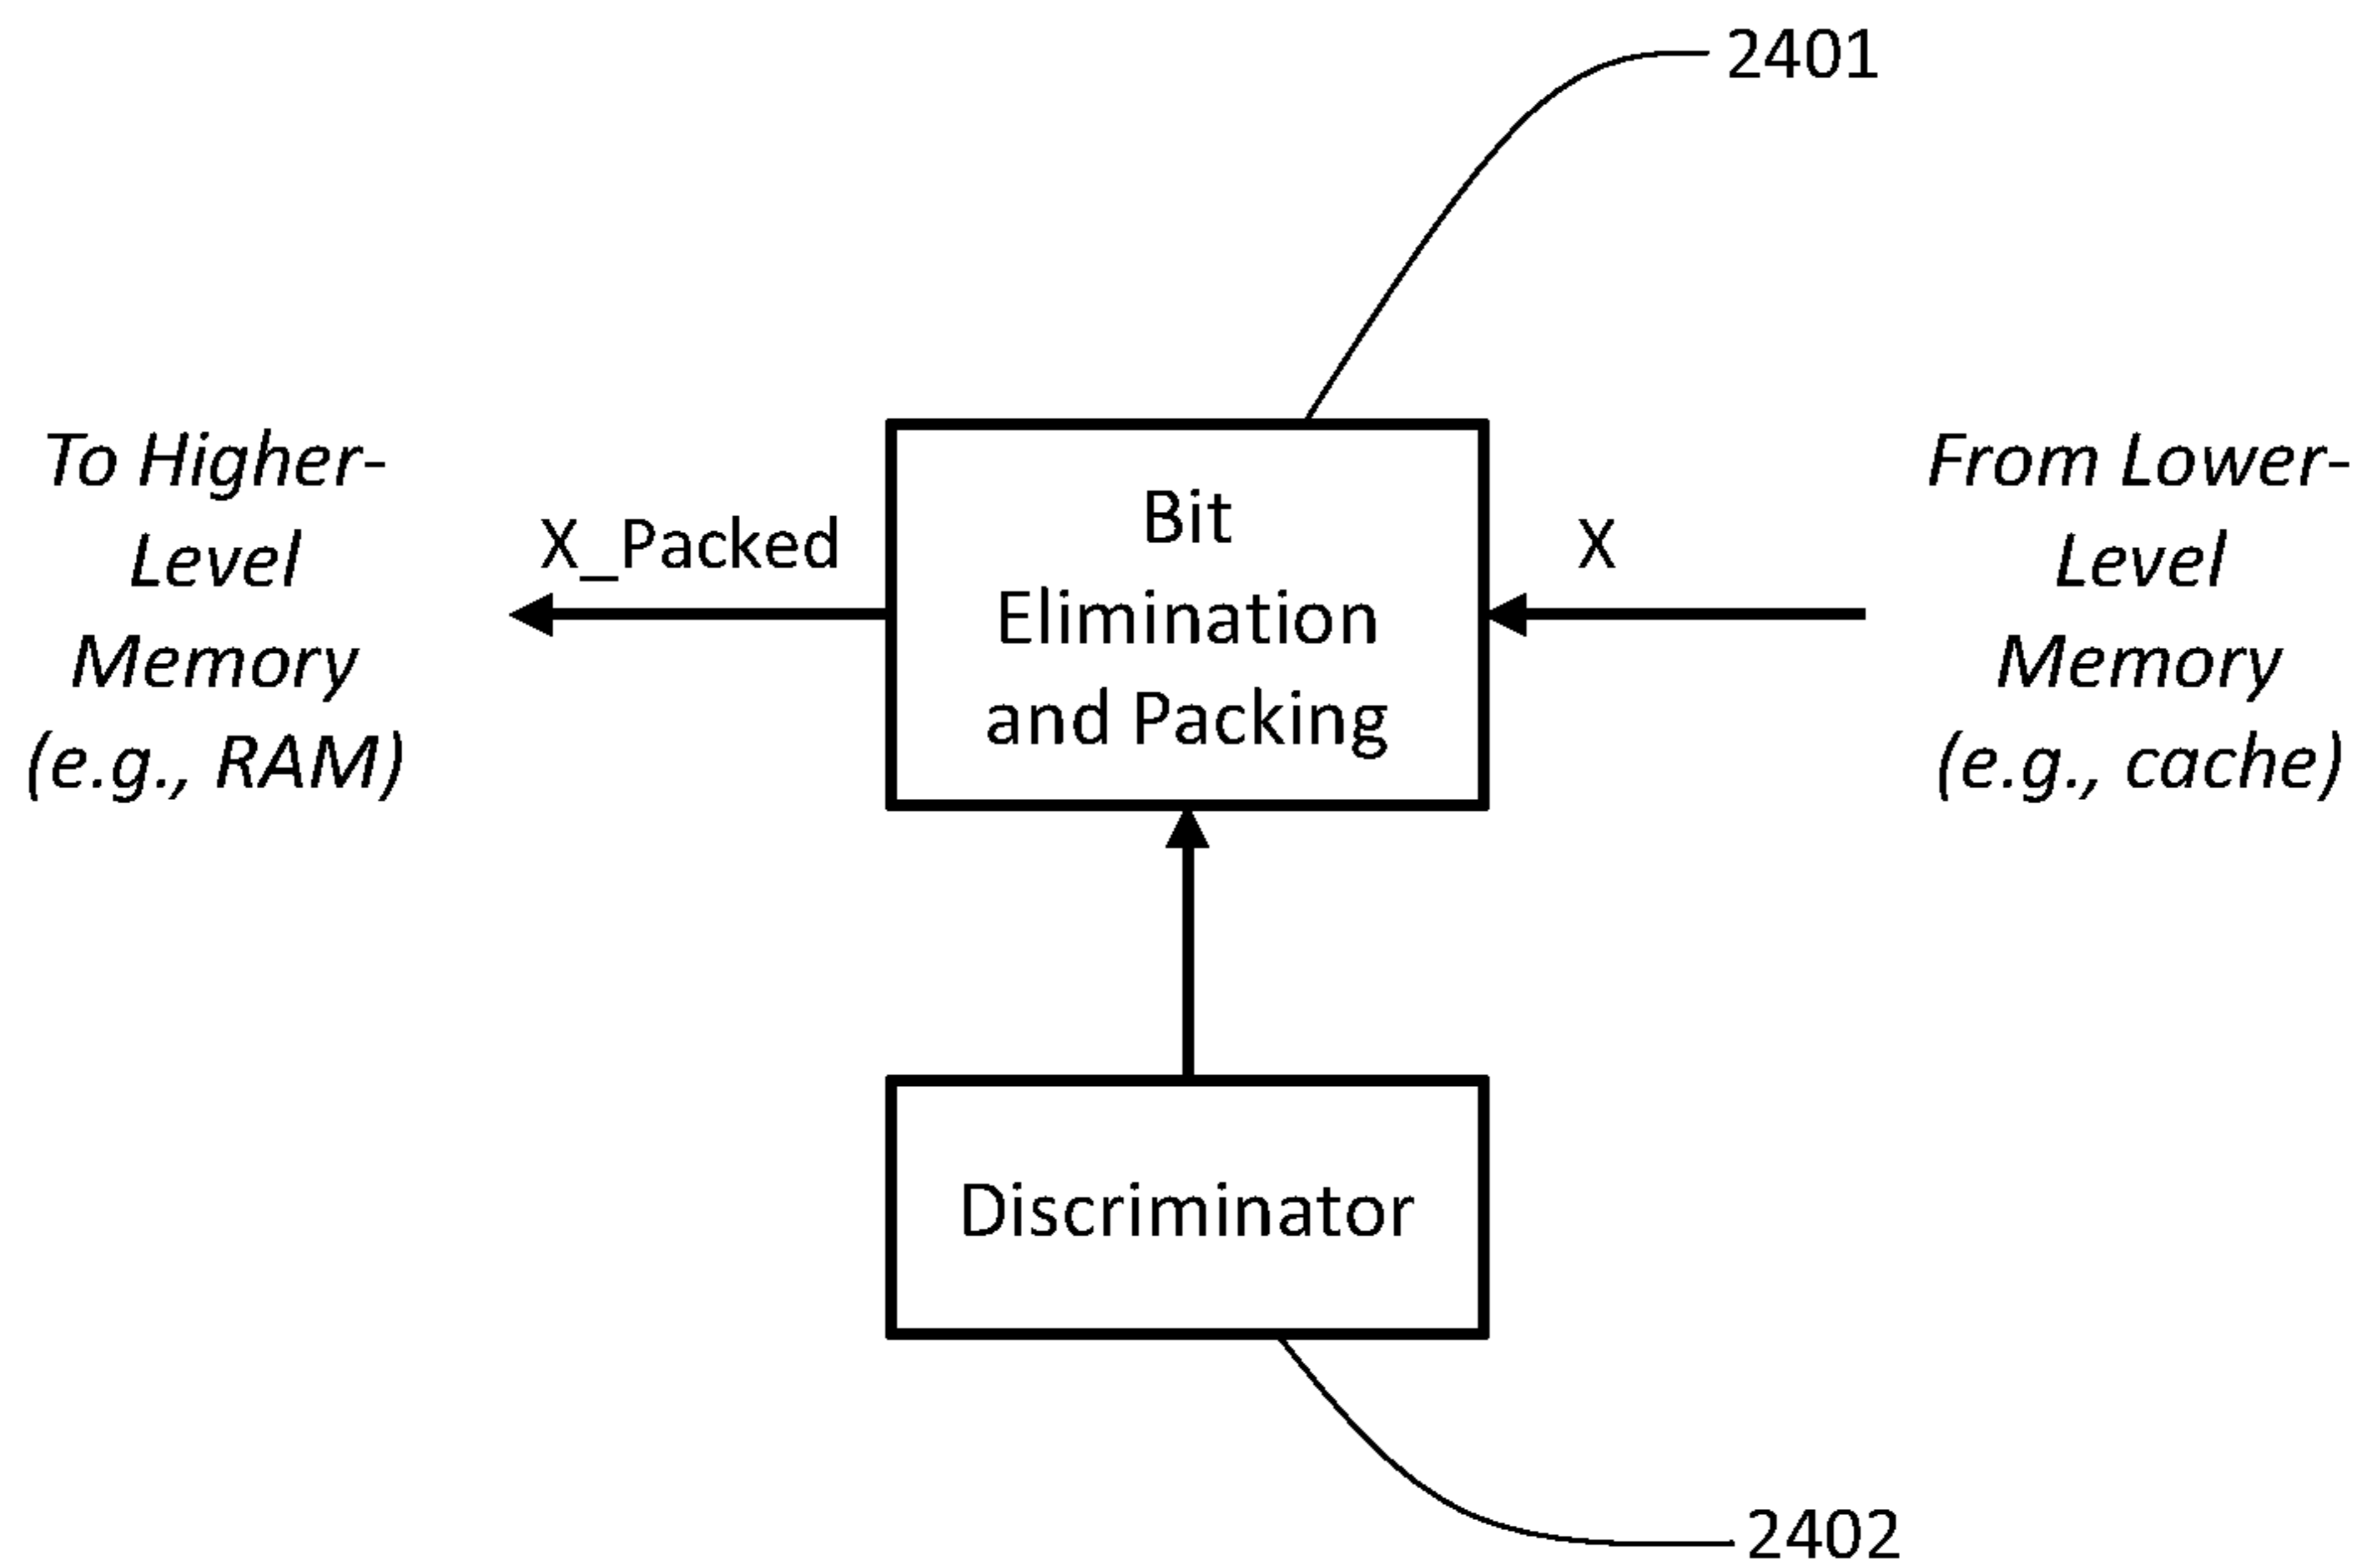 2401
To Higher-
Level
Memory
(e.g., RAM)
X_Packed
Bit
Elimination
and Packing
X
From Lower-
Level
Memory
(e.g., cache)
Discriminator
2402